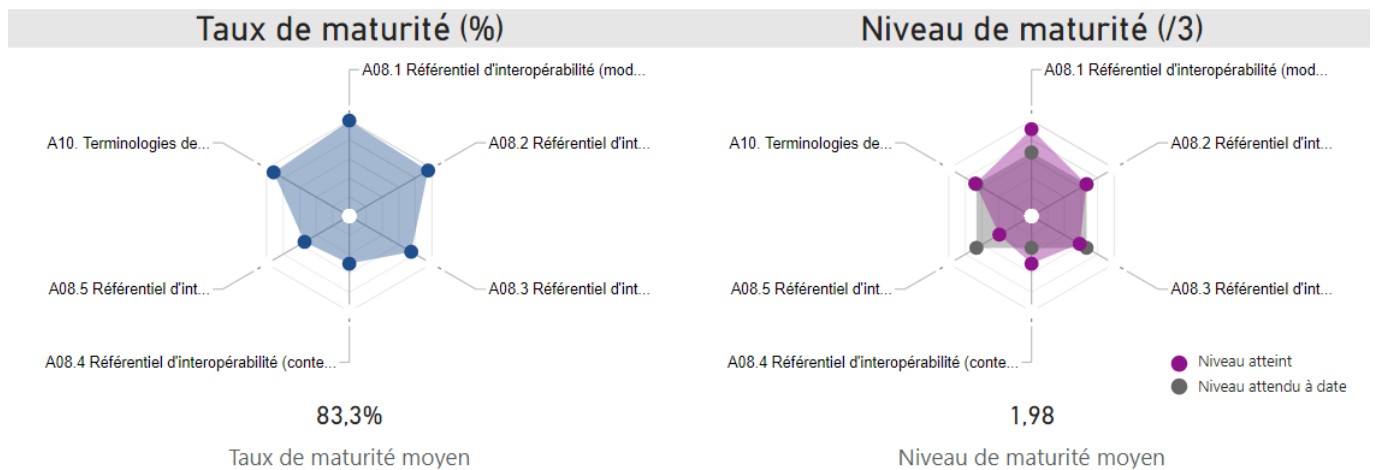 Taux de maturité (%)
A08.1 Référentiel d'interopérabilité (mod...
A10. Terminologies de...
A08.2 Référentiel d'int...
A08.5 Référentiel d'int...
A08.3 Référentiel d'int...
A08.4 Référentiel d'interopérabilité (conte...
83,3%
Taux de maturité moyen
Niveau de maturité (/3)
A08.1 Référentiel d'interopérabilité (mod...
A10. Terminologies de...
A08.2 Référentiel d'int...
A08.5 Référentiel d'int...
A08.3 Référentiel d'int...
A08.4 Référentiel d'interopérabilité (conte...
Niveau atteint
Niveau attendu à date
1,98
Niveau de maturité moyen